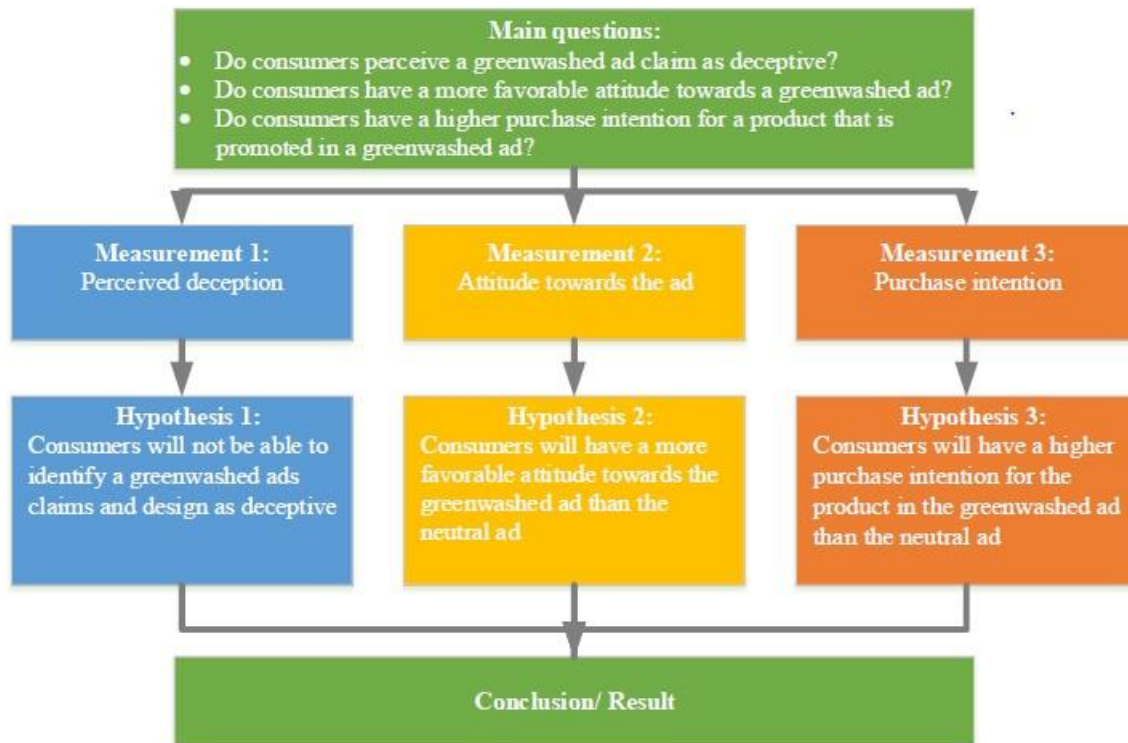 Main questions:
• Do consumers perceive a greenwashed ad claim as deceptive?
• Do consumers have a more favorable attitude towards a greenwashed ad?
• Do consumers have a higher purchase intention for a product that is
promoted in a greenwashed ad?
Measurement 1:
Perceived deception
Measurement 2:
Attitude towards the ad
Measurement 3:
Purchase intention
Hypothesis 1:
Consumers will not be able to
identify a greenwashed ads
claims and design as deceptive
Hypothesis 2:
Consumers will have a more
favorable attitude towards the
greenwashed ad than the
neutral ad
Hypothesis 3:
Consumers will have a higher
purchase intention for the
product in the greenwashed ad
than the neutral ad
Conclusion/ Result